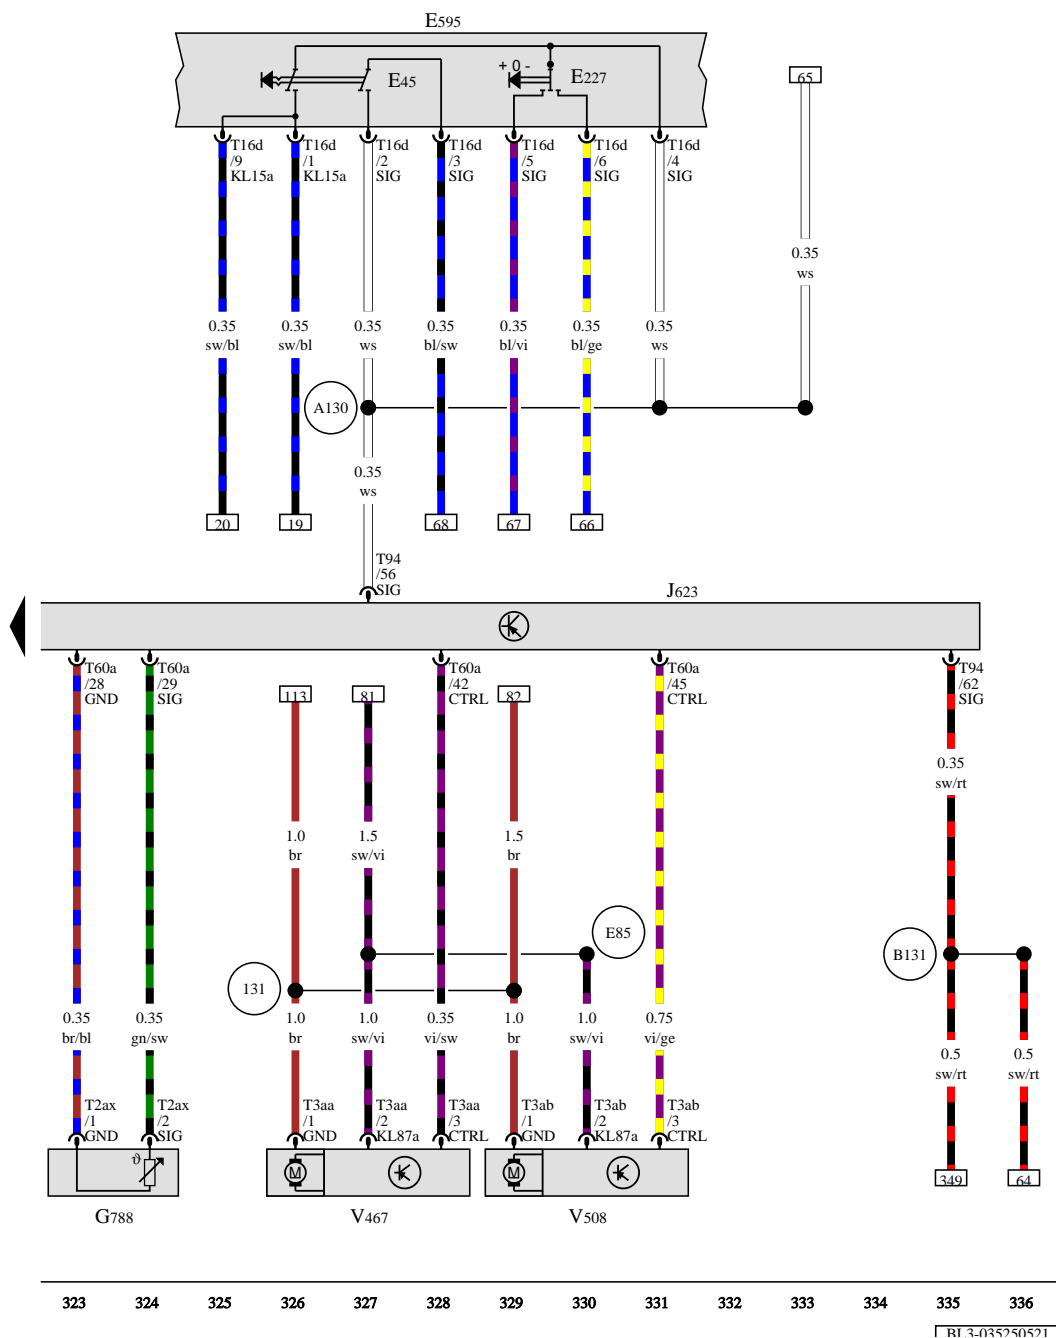 E595
+ 0 -
E45
E227
65
T16d
/9
KL15a
T16d
/1
KL15a
T16d
/2
SIG
T16d
/3
SIG
T16d
/5
SIG
T16d
/6
SIG
T16d
/4
SIG
0.35
ws
0.35
sw/bl
0.35
sw/bl
0.35
ws
0.35
bl/sw
0.35
bl/vi
0.35
bl/ge
0.35
ws
A130
0.35
ws
20
19
68
67
66
T94
/56
SIG
J623
T60a
/28
GND
T60a
/29
SIG
T60a
/42
CTRL
T60a
/45
CTRL
T94
/62
SIG
113
81
82
0.35
sw/rt
1.0
br
1.5
sw/vi
1.5
br
E85
B131
131
0.35
br/bl
0.35
gn/sw
1.0
br
1.0
sw/vi
0.35
vi/sw
1.0
br
1.0
sw/vi
0.75
vi/ge
0.5
sw/rt
0.5
sw/rt
T2ax
/1
GND
T2ax
/2
SIG
T3aa
/1
GND
T3aa
/2
KL87a
T3aa
/3
CTRL
T3ab
/1
GND
T3ab
/2
KL87a
T3ab
/3
CTRL
ϑ
M
M
349
64
G788
V467
V508
323 324 325 326 327 328 329 330 331 332 333 334 335 336
BL3-035250521